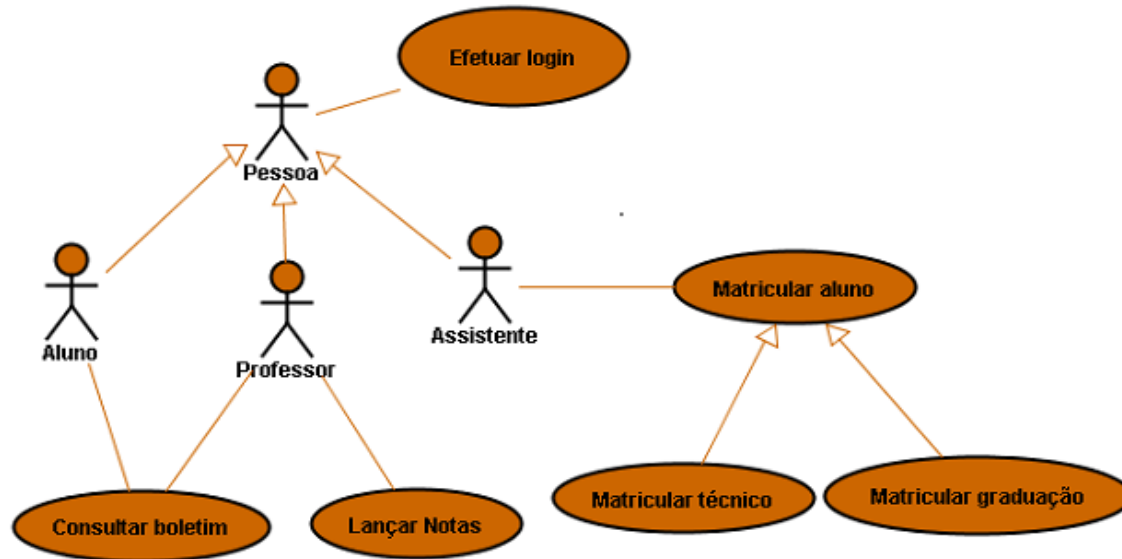 Efetuar login
Pessoa
Aluno
Professor
Assistente
Matricular aluno
Consultar boletim
Lançar Notas
Matricular técnico
Matricular graduação